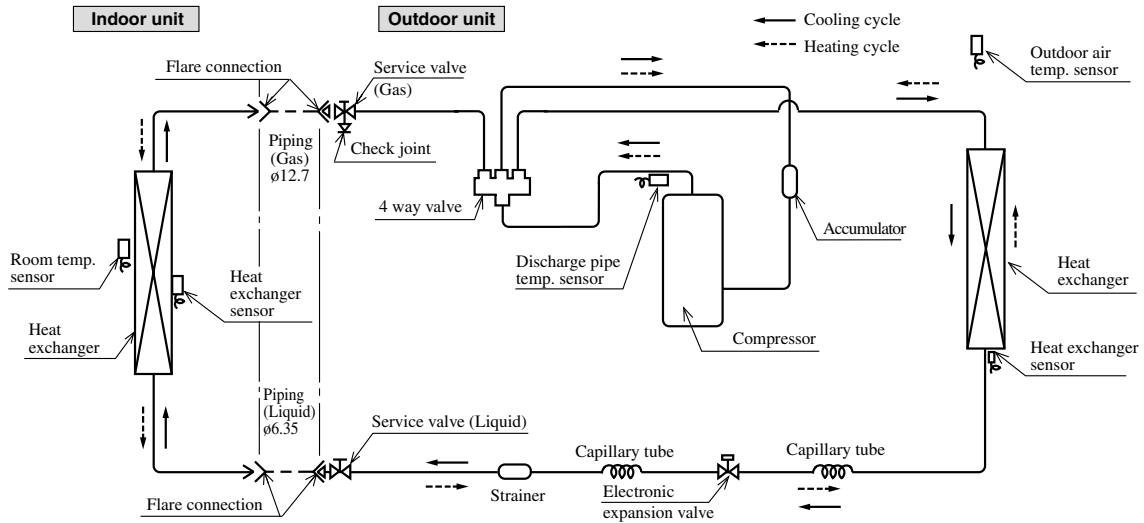 Indoor unit
Outdoor unit
Cooling cycle
Heating cycle
Outdoor air
temp. sensor
Flare connection
Service valve
(Gas)
Piping
(Gas)
ø12.7
Check joint
4 way valve
Accumulator
Room temp.
sensor
Heat
exchanger
sensor
Discharge pipe
temp. sensor
Heat
exchanger
Heat
exchanger
Compressor
Heat exchanger
sensor
Piping
(Liquid)
ø6.35
Service valve (Liquid)
Capillary tube
Capillary tube
Flare connection
Strainer
Electronic
expansion valve